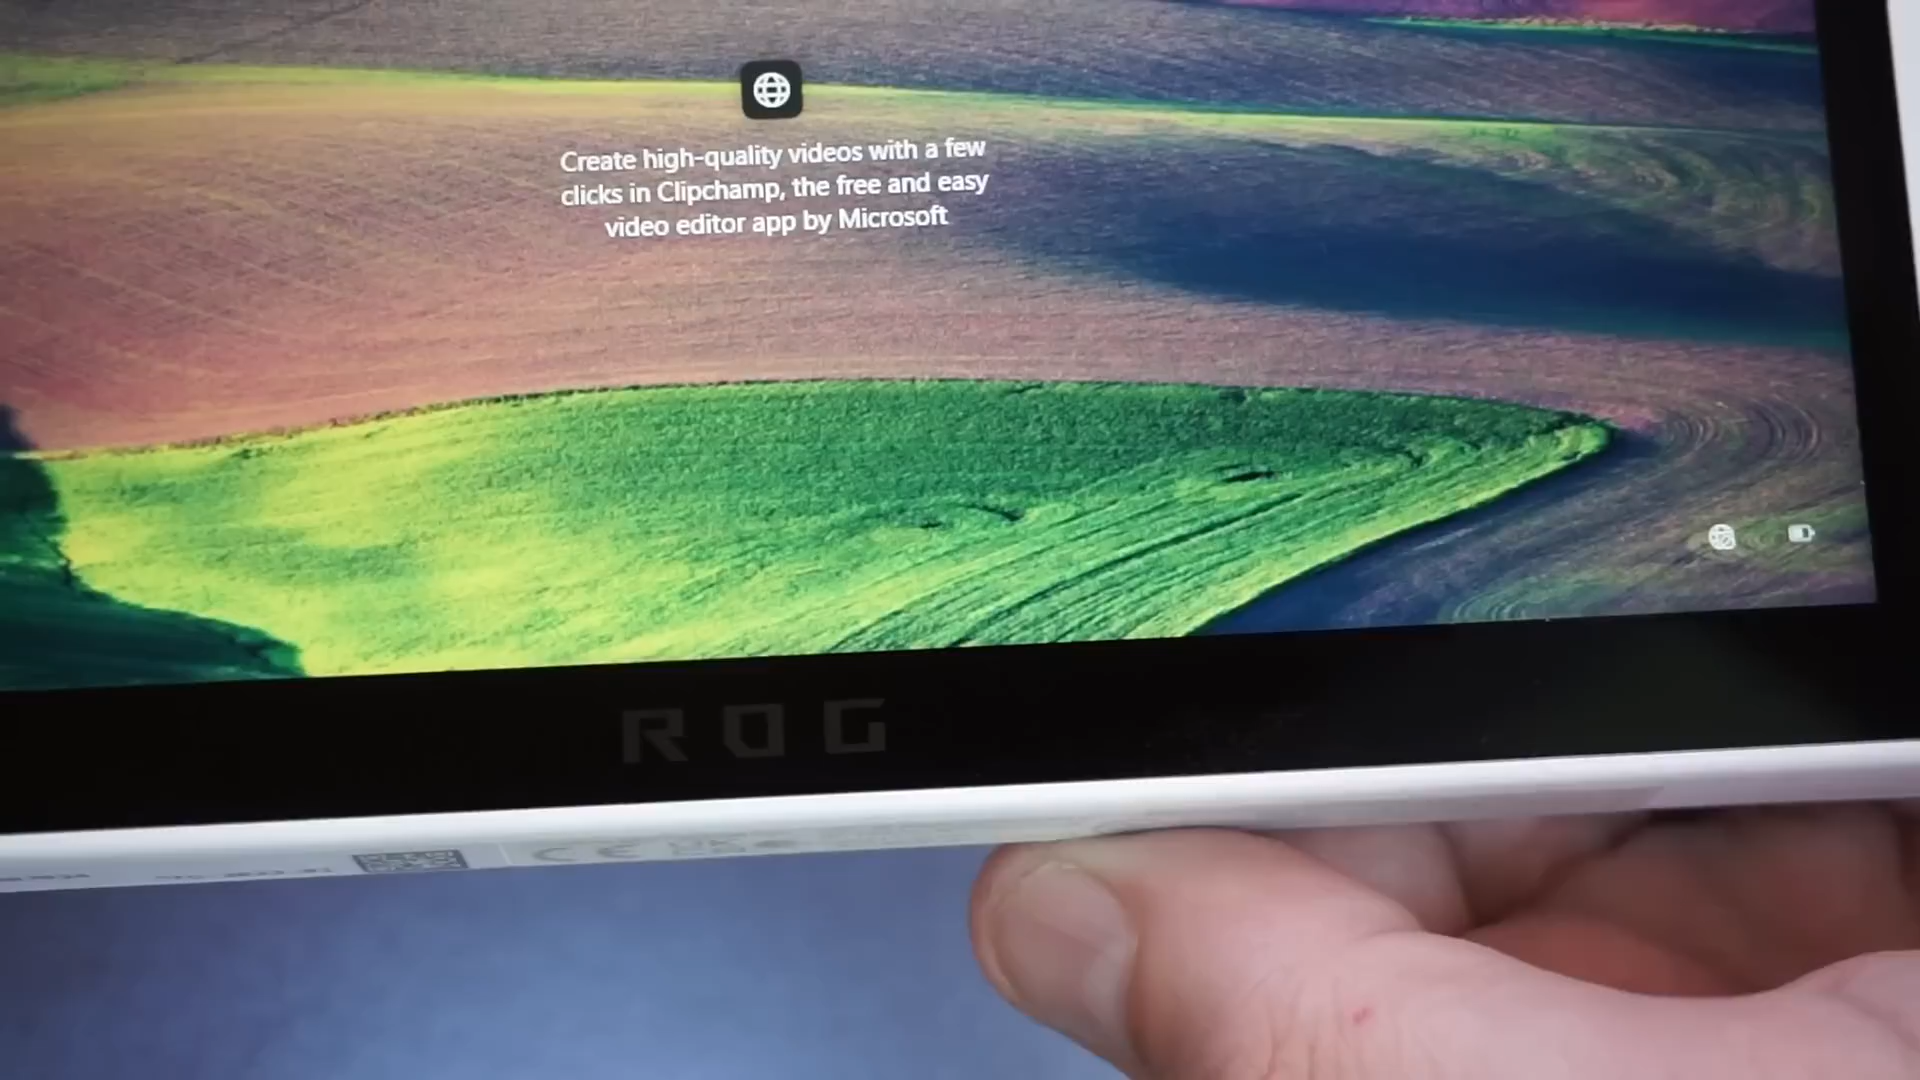 Create high-quality videos with a few
clicks in Clipchamp, the free and easy
video editor app by Microsoft
ROG
CE